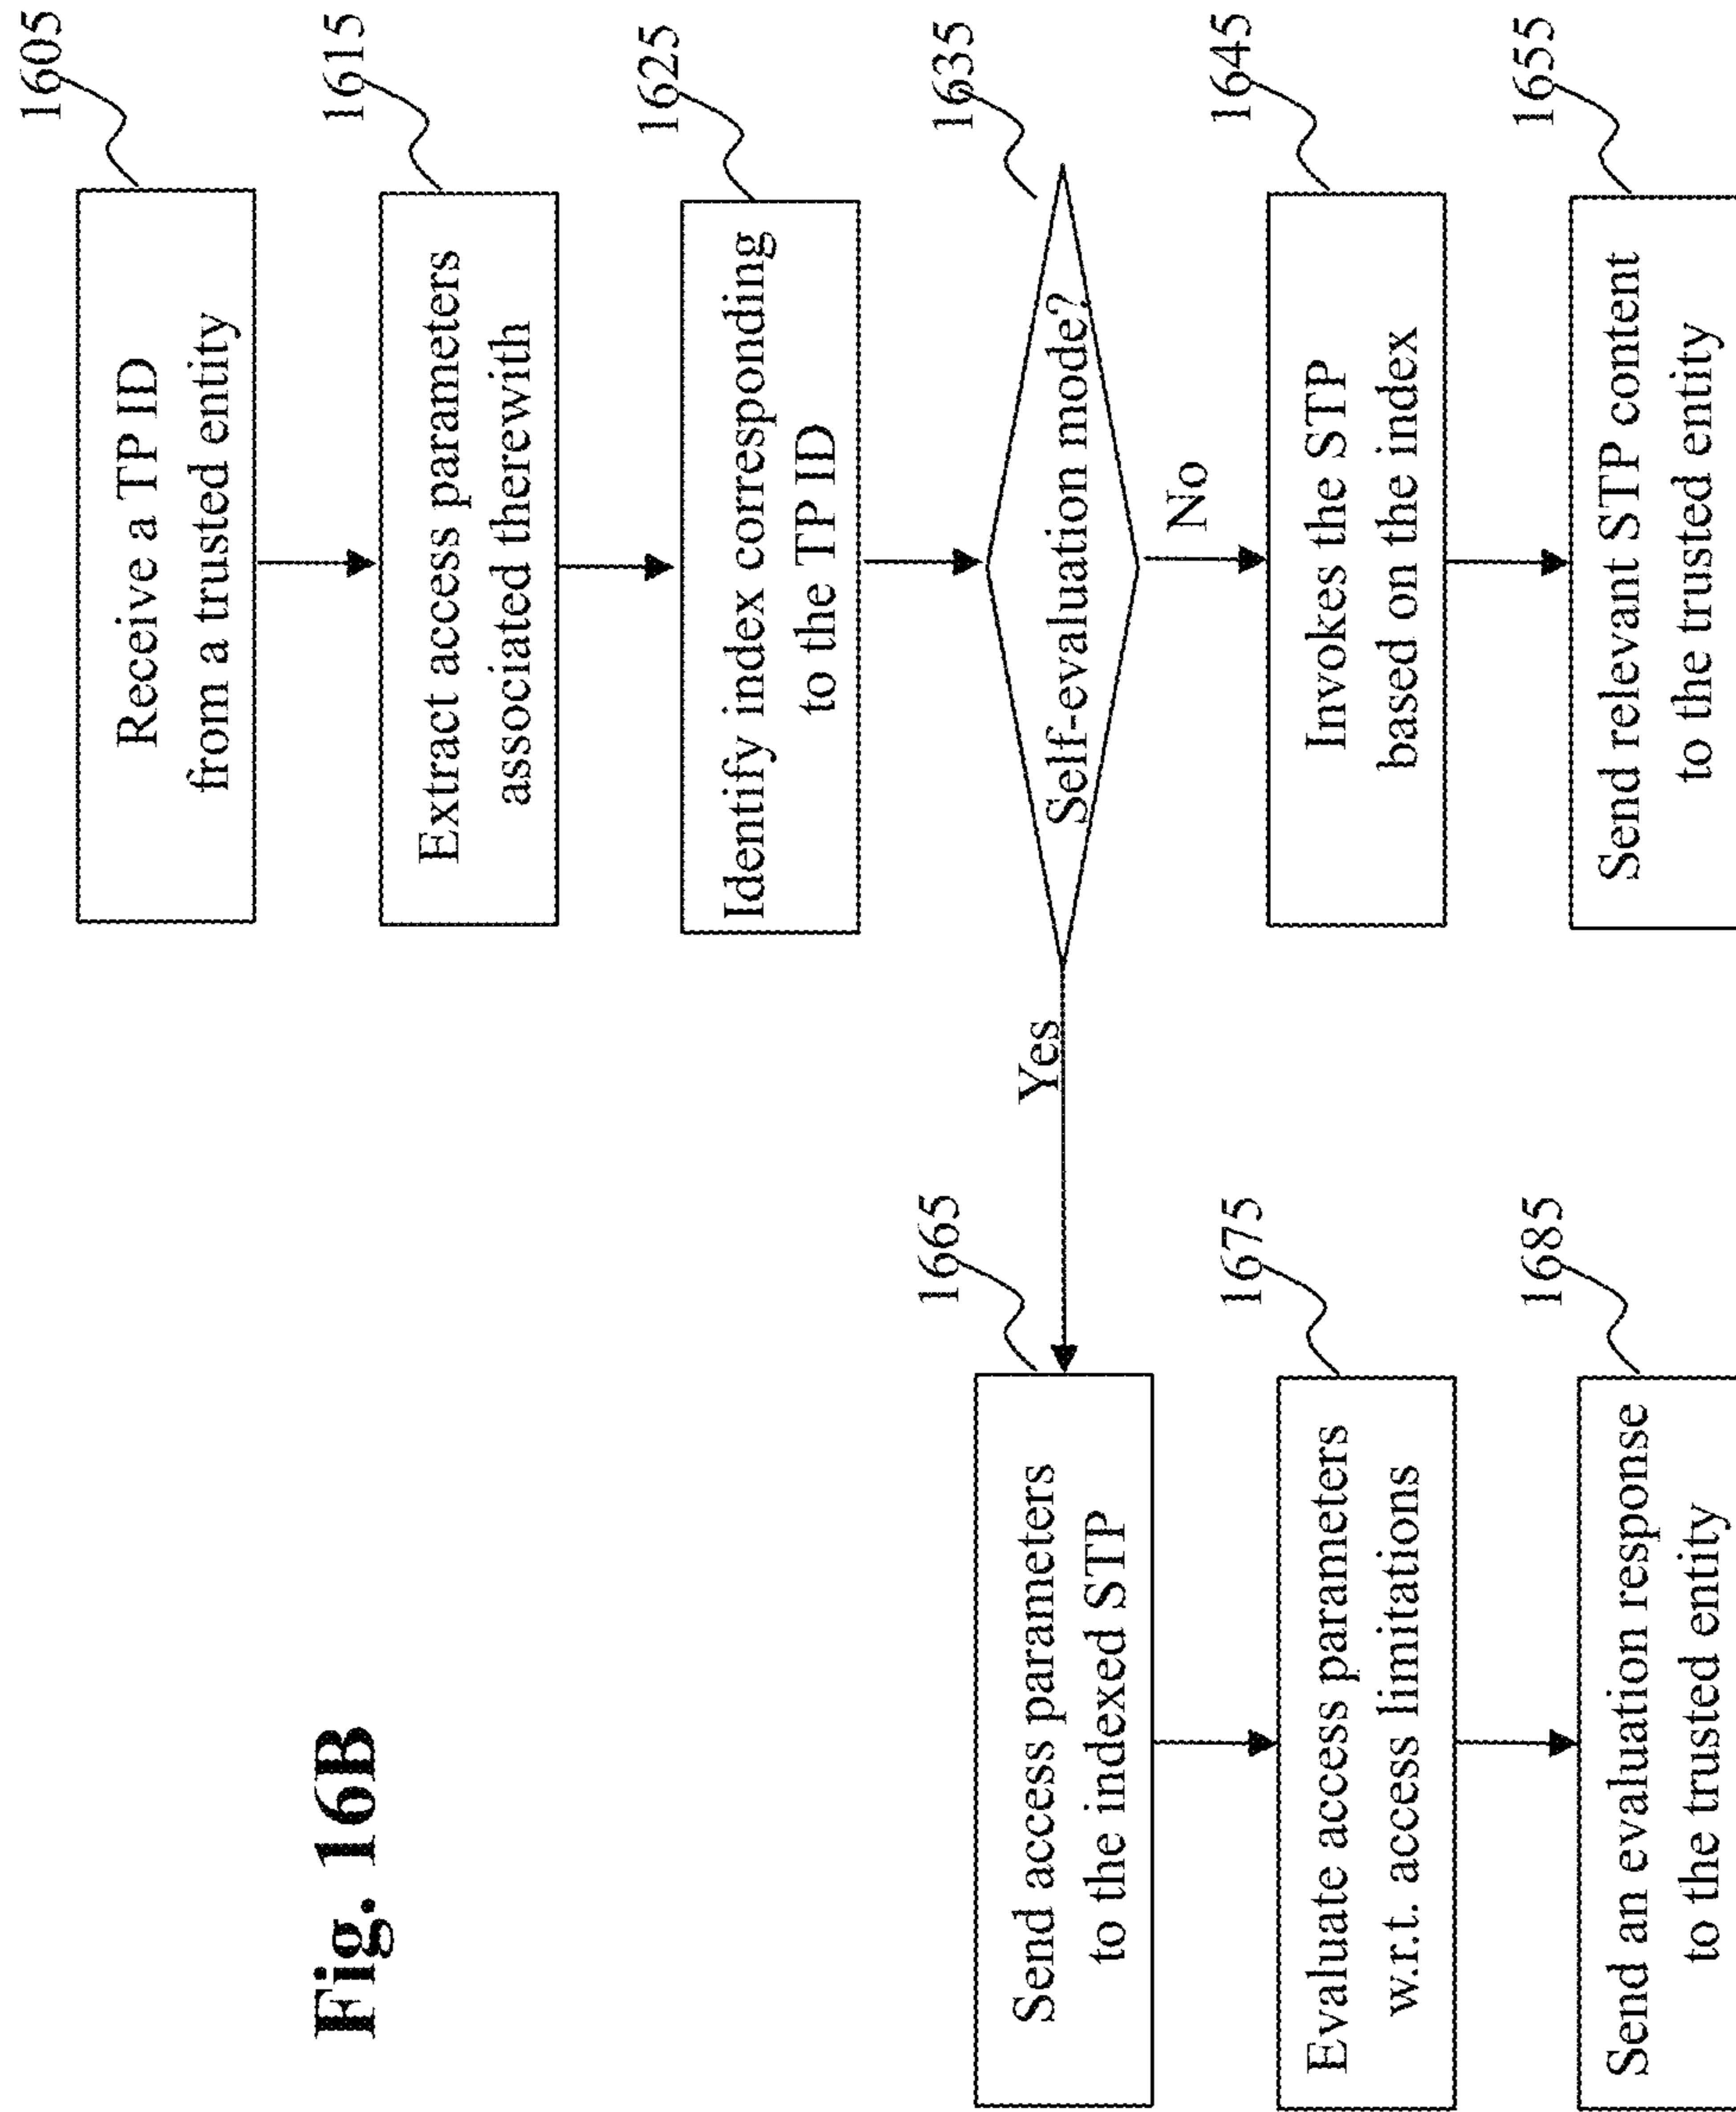 Fig. 16B
1605
Receive a TP ID
from a trusted entity
1615
Extract access parameters
associated therewith
1625
Identify index corresponding
to the TP ID
1635
Self-evaluation mode?
Yes
No
1645
Invokes the STP
based on the index
1655
Send relevant STP content
to the trusted entity
1665
Send access parameters
to the indexed STP
1675
Evaluate access parameters
w.r.t. access limitations
1685
Send an evaluation response
to the trusted entity